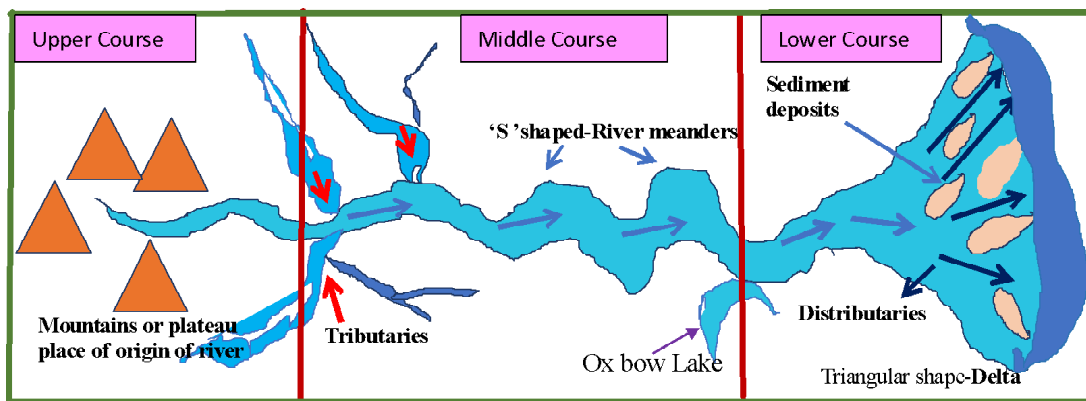 Upper Course
Middle Course
Lower Course
Sediment
deposits
‘S ’shaped-River meanders
Mountains or plateau
place of origin of river
Tributaries
Ox bow Lake
Distributaries
Triangular shape-Delta